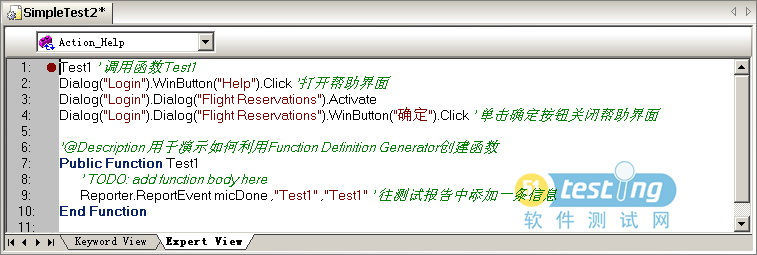 SimpleTest2*
Action_Help
1: Test1 '调用函数Test1
2: Dialog("Login").WinButton("Help").Click '打开帮助界面
3: Dialog("Login").Dialog("Flight Reservations").Activate
4: Dialog("Login").Dialog("Flight Reservations").WinButton("确定").Click '单击确定按钮关闭帮助界面
5:
6: '@Description 用于演示如何利用Function Definition Generator创建函数
7: Public Function Test1
8: ' TODO: add function body here
9: Reporter.ReportEvent micDone ,"Test1" ,"Test1" '往测试报告中添加一条信息
10: End Function
11:
51testing
软件测试网
Keyword View Expert View